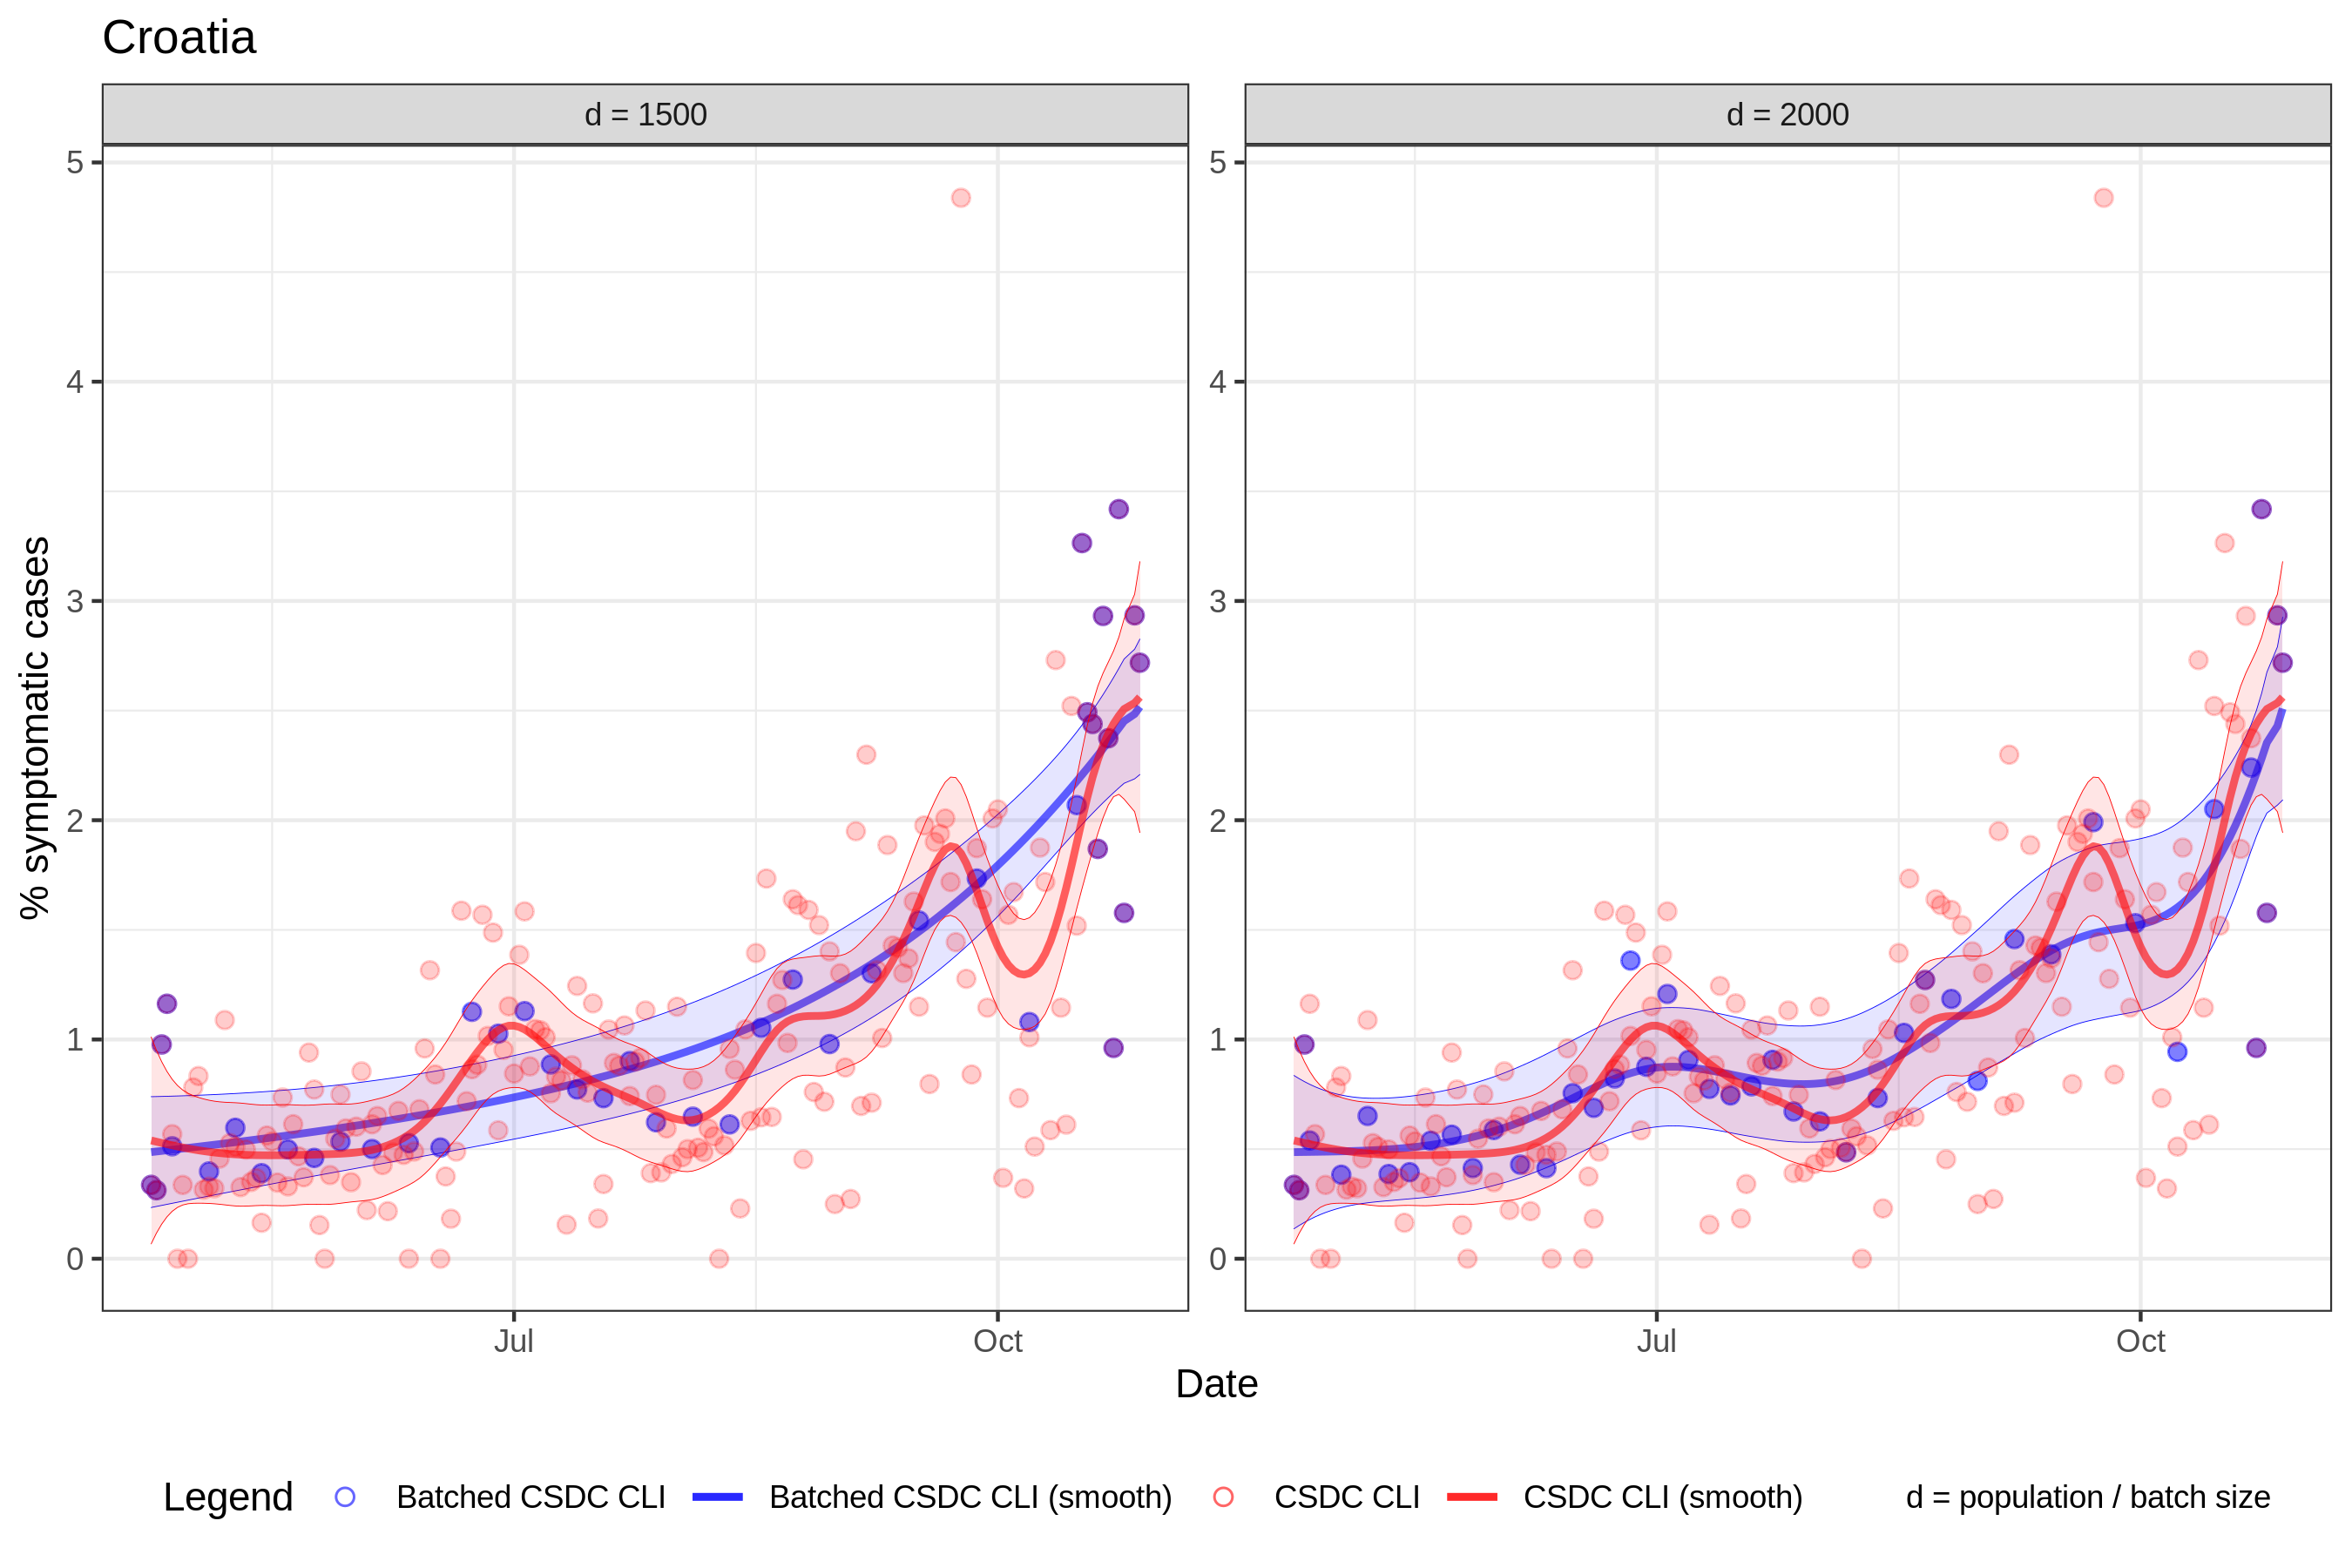 Croatia
d = 1500
d = 2000
5
4
3
2
1
0
5
4
3
2
1
0
% symptomatic cases
Jul
Oct
Jul
Oct
Date
Legend
Batched CSDC CLI
Batched CSDC CLI (smooth)
CSDC CLI
CSDC CLI (smooth)
d = population / batch size